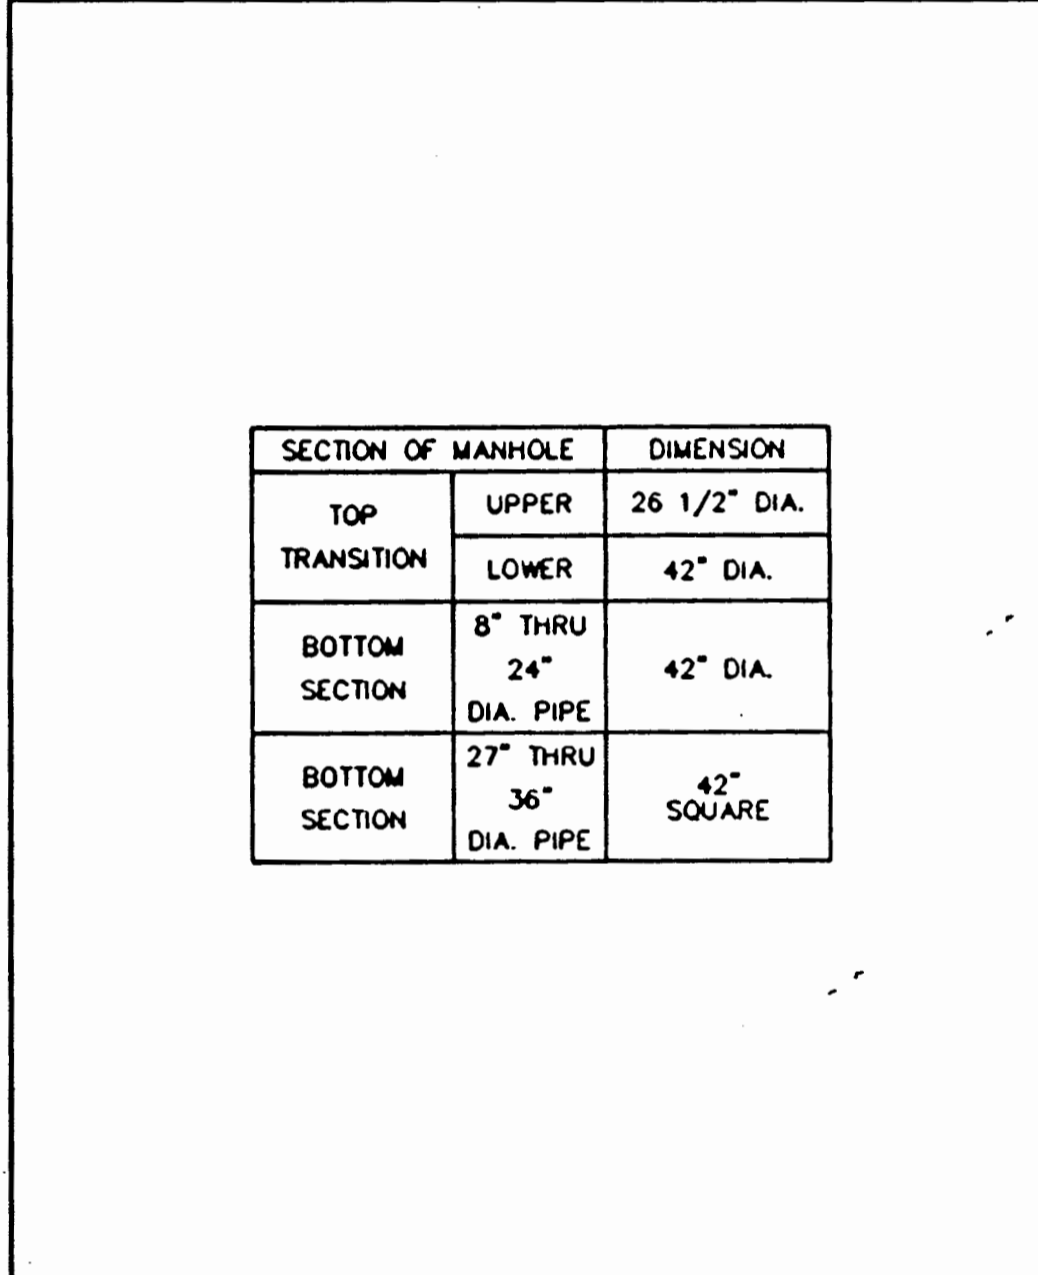 SECTION OF MANHOLE DIMENSION
TOP
TRANSITION
UPPER 26 1/2" DIA.
LOWER 42" DIA.
BOTTOM
SECTION
8" THRU
24"
DIA. PIPE
42" DIA.
BOTTOM
SECTION
27" THRU
36"
DIA. PIPE
42"
SQUARE